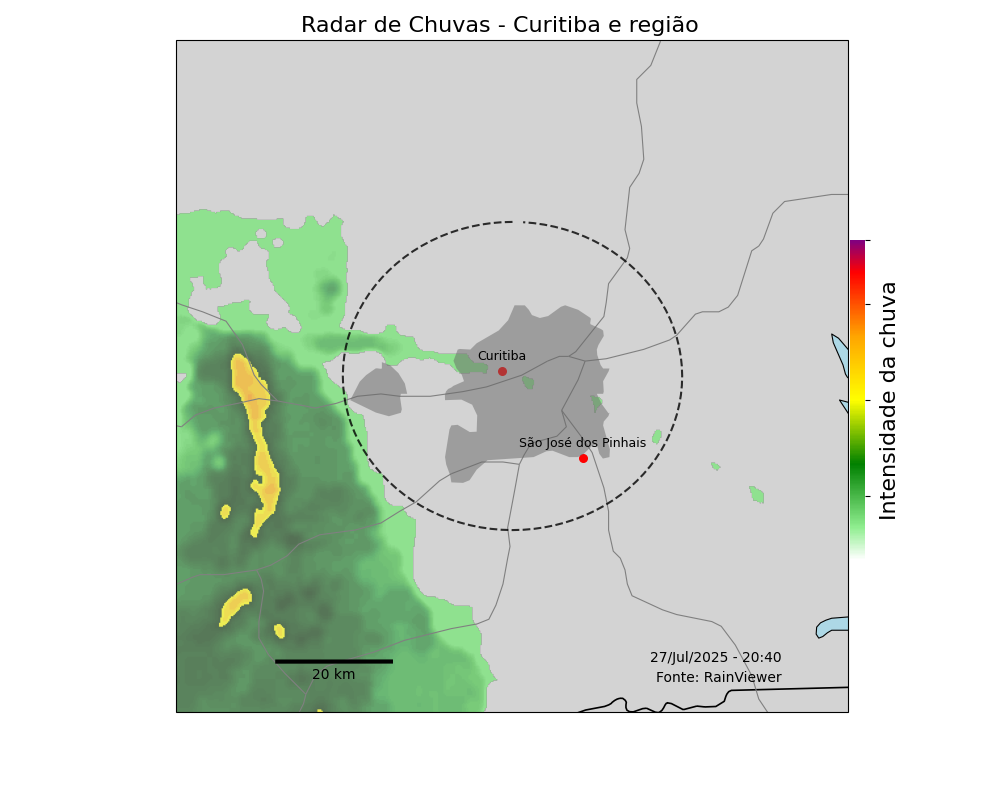 Radar de Chuvas - Curitiba e região
Curitiba
São José dos Pinhais
Intensidade da chuva
27/Jul/2025 - 20:40
Fonte: RainViewer
20 km